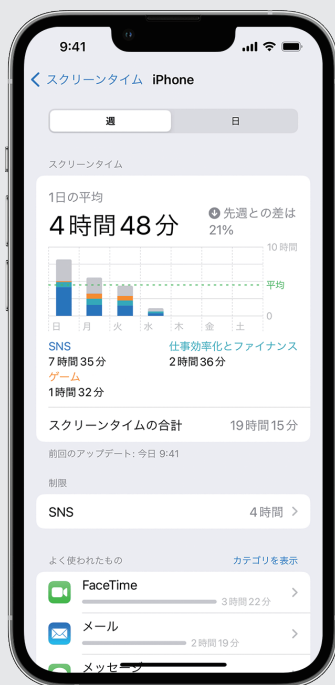 9:41
スクリーンタイム iPhone
週 日
スクリーンタイム
1日の平均
4時間48分
先週との差は
21%
10 時間
平均
0
日 月 火 水 木 金 土
SNS 仕事効率化とファイナンス
7時間35分 2時間36分
ゲーム
1時間32分
スクリーンタイムの合計 19時間15分
前回のアップデート: 今日 9:41
制限
SNS 4時間
よく使われたもの カテゴリを表示
FaceTime
3時間22分
メール
2時間19分
メッセージ